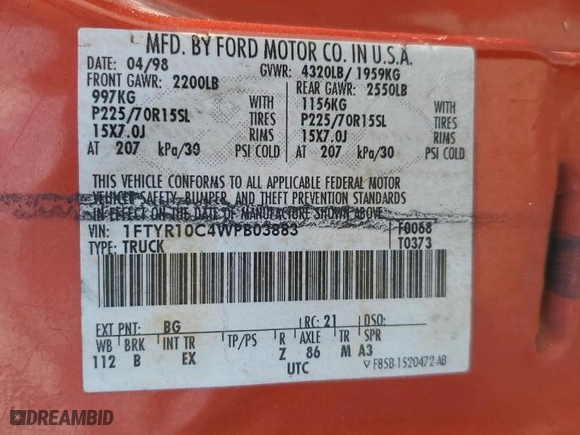 MFD. BY FORD MOTOR CO. IN U.S.A.
DATE: 04/98 GVWR: 4320LB/ 1959KG
FRONT GAWR: 2200LB REAR GAWR: 2550LB
997KG WITH 1156KG WITH
P225/70R15SL TIRES P225/70R15SL TIRES
15X7.0J RIMS 15X7.0J RIMS
AT 207 kPa/30 PSI COLD AT 207 kPa/30 PSI COLD
THIS VEHICLE CONFORMS TO ALL APPLICABLE FEDERAL MOTOR
VEHICLE SAFETY, BUMPER, AND THEFT PREVENTION STANDARDS
IN EFFECT ON THE DATE OF MANUFACTURE SHOWN ABOVE.
VIN: 1FTYR10C4WPB03883 F0068
TYPE: TRUCK T0373
EXT PNT: BG RC: 21 DSO:
WB BRK INT TR TP/PS R AXLE TR SPR
112 B EX Z 86 M A3
UTC ▽ F85B-1520472-AB
DREAMBID